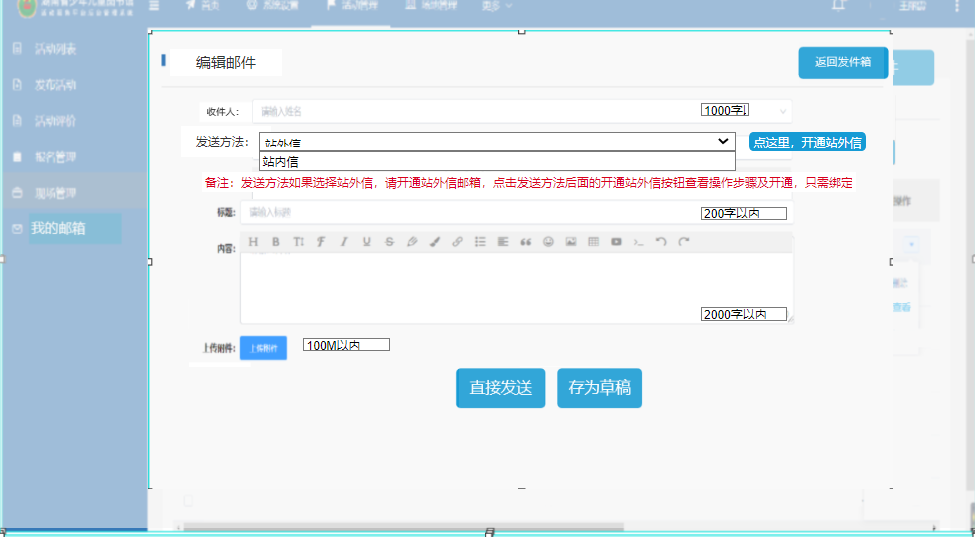 首页
系统设置
活动管理
场馆管理
更多
活动列表
发布活动
活动评价
报名管理
现场管理
我的邮箱
编辑邮件
返回发件箱
收件人：
请输入姓名
1000字以
发送方法：
站外信
点这里，开通站外信
站内信
备注：发送方法如果选择站外信，请开通站外信邮箱，点击发送方法后面的开通站外信按钮查看操作步骤及开通，只需绑定
操作
标题：
请输入标题
200字以内
内容：
2000字以内
查看
上传附件：
上传附件
100M以内
直接发送
存为草稿